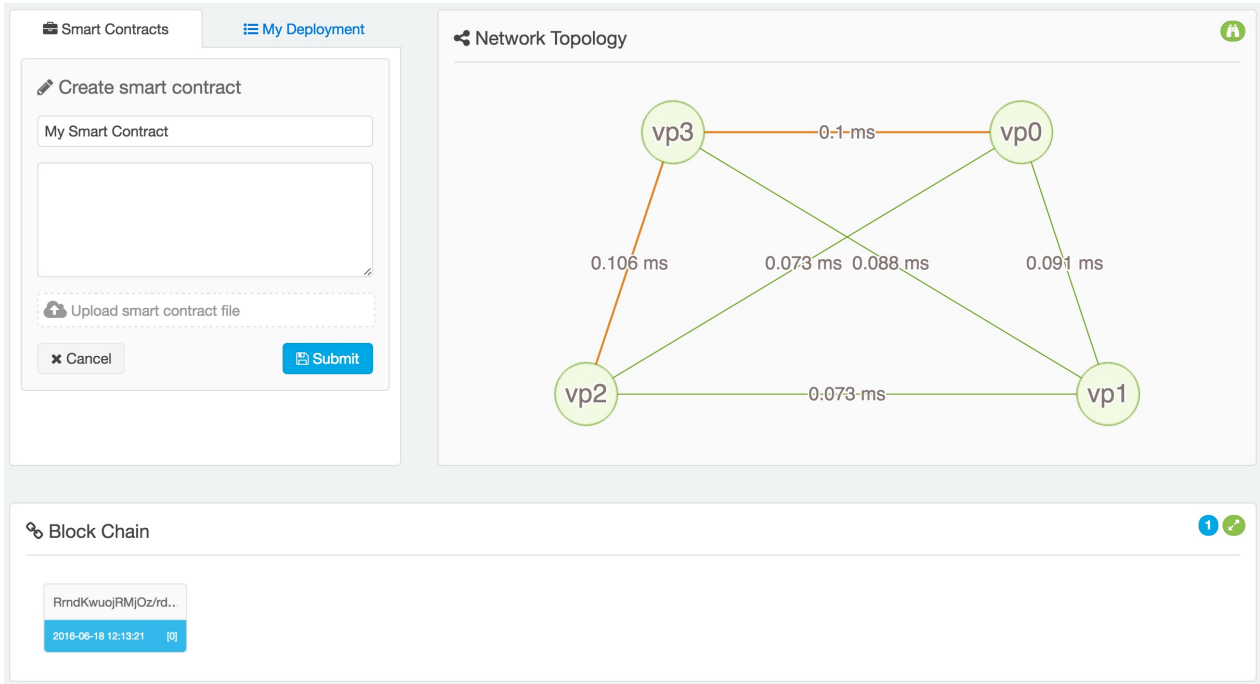 Smart Contracts
My Deployment
Create smart contract
My Smart Contract
Upload smart contract file
Cancel
Submit
Network Topology
vp3
0.1 ms
vp0
0.106 ms
0.073 ms
0.088 ms
0.091 ms
vp2
0.073 ms
vp1
Block Chain
1
RrndKwuojRMjOz/rd...
2016-06-18 12:13:21 [0]